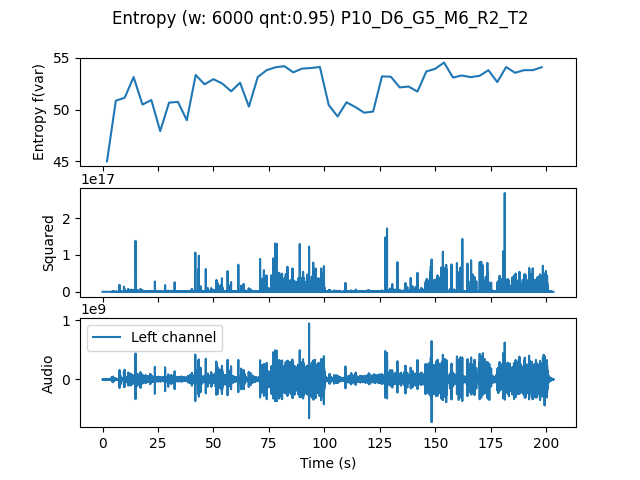 Entropy (w: 6000 qnt:0.95) P10_D6_G5_M6_R2_T2
55
50
45
Entropy f(var)
1e17
2
1
0
Squared
1e9
1
0
Audio
Left channel
0 25 50 75 100 125 150 175 200
Time (s)